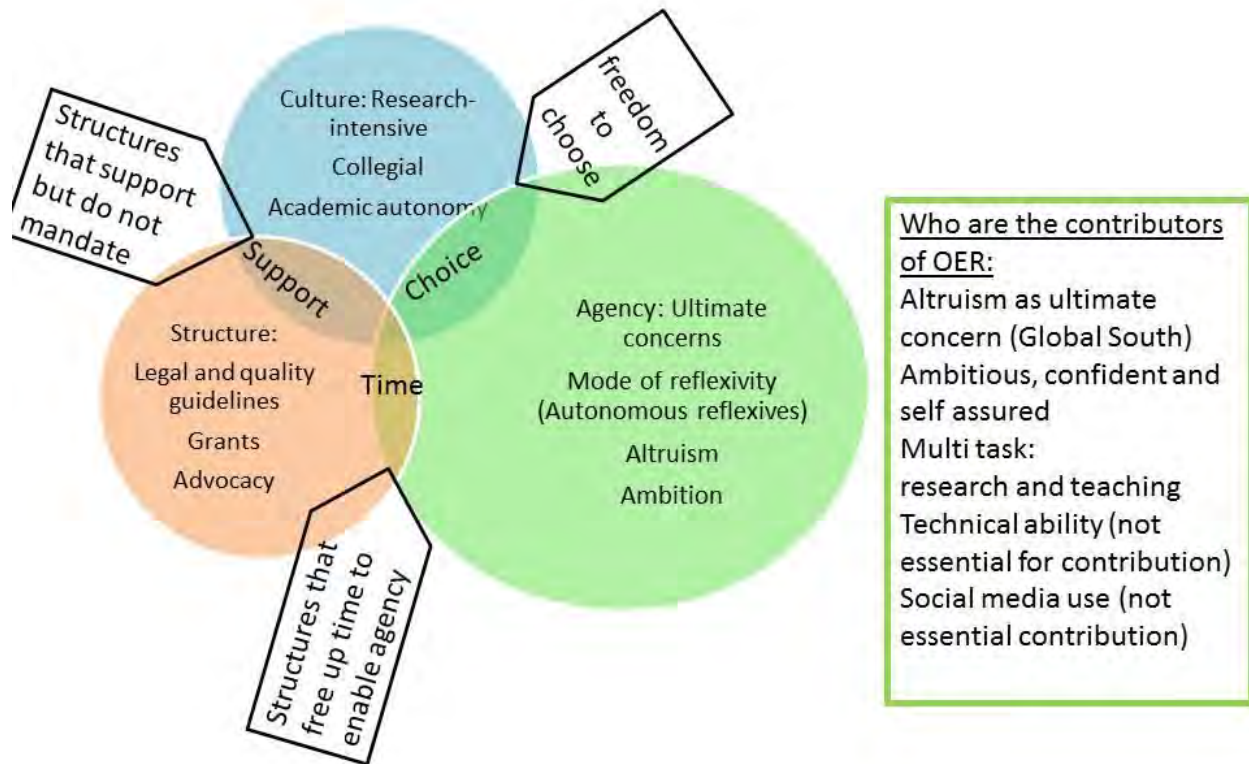 Structures
that support
but do not
mandate
Culture: Research-
intensive
Collegial
Academic autonomy
freedom
to
choose
Support
Choice
Structure:
Legal and quality
guidelines
Grants
Advocacy
Time
Agency: Ultimate
concerns
Mode of reflexivity
(Autonomous reflexives)
Altruism
Ambition
Structures that
free up time to
enable agency
Who are the contributors
of OER:
Altruism as ultimate
concern (Global South)
Ambitious, confident and
self assured
Multi task:
research and teaching
Technical ability (not
essential for contribution)
Social media use (not
essential contribution)